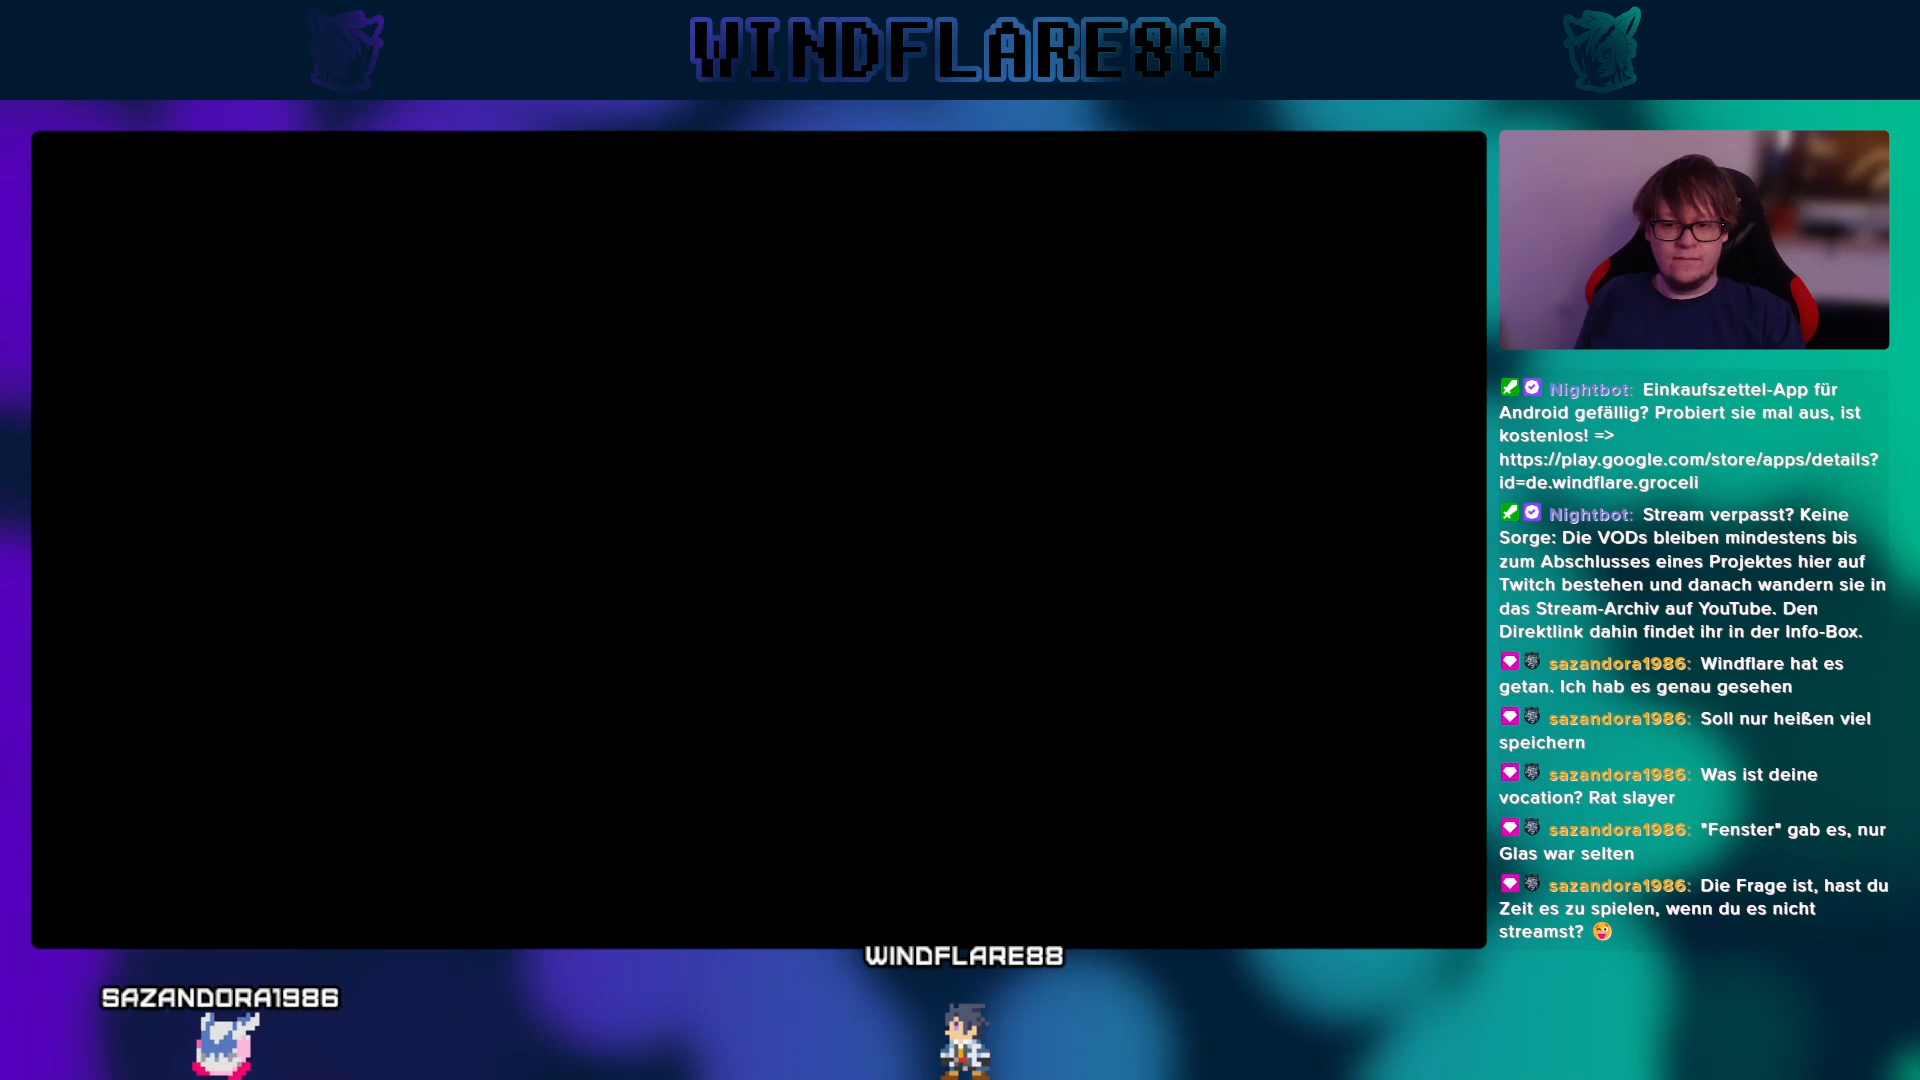 WINDFLARE88
Nightbot: Einkaufszettel-App für
Android gefällig? Probiert sie mal aus, ist
kostenlos! =>
https://play.google.com/store/apps/details?
id=de.windflare.groceli
Nightbot: Stream verpasst? Keine
Sorge: Die VODs bleiben mindestens bis
zum Abschlusses eines Projektes hier auf
Twitch bestehen und danach wandern sie in
das Stream-Archiv auf YouTube. Den
Direktlink dahin findet ihr in der Info-Box.
sazandora1986: Windflare hat es
getan. Ich hab es genau gesehen
sazandora1986: Soll nur heißen viel
speichern
sazandora1986: Was ist deine
vocation? Rat slayer
sazandora1986: "Fenster" gab es, nur
Glas war selten
sazandora1986: Die Frage ist, hast du
Zeit es zu spielen, wenn du es nicht
streamst? 😜
WINDFLARE88
SAZANDORA1986